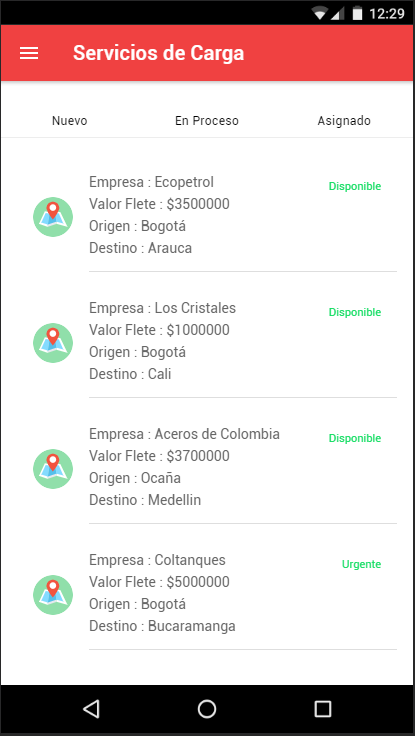 12:29
Servicios de Carga
Nuevo En Proceso Asignado
Empresa : Ecopetrol Disponible
Valor Flete : $3500000
Origen : Bogotá
Destino : Arauca
Empresa : Los Cristales Disponible
Valor Flete : $1000000
Origen : Bogotá
Destino : Cali
Empresa : Aceros de Colombia Disponible
Valor Flete : $3700000
Origen : Ocaña
Destino : Medellin
Empresa : Coltanques Urgente
Valor Flete : $5000000
Origen : Bogotá
Destino : Bucaramanga